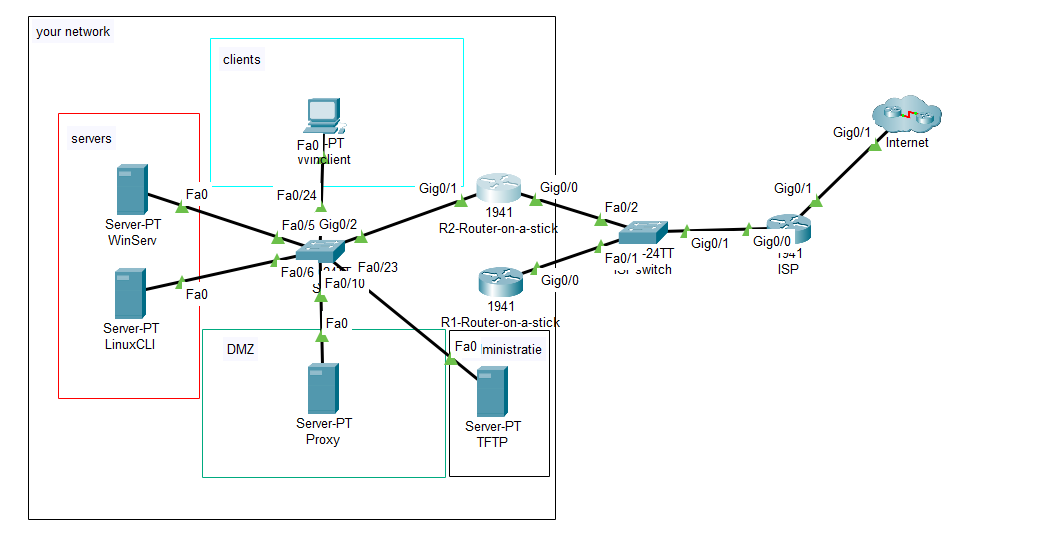 your network
clients
servers
Fa0
-PT
Fa0/24
Fa0
Server-PT
WinServ
Fa0/5
Gig0/2
Gig0/1
1941
R2-Router-on-a-stick
Gig0/0
Fa0/2
Gig0/1
Internet
Gig0/1
Gig0/0
ISP
Gig0/1
-24TT
switch
Fa0/1
Gig0/0
1941
R1-Router-on-a-stick
Fa0/6
Fa0/23
Fa0/10
Fa0
Server-PT
LinuxCLI
DMZ
Fa0
Server-PT
Proxy
Fa0
ministratie
Server-PT
TFTP